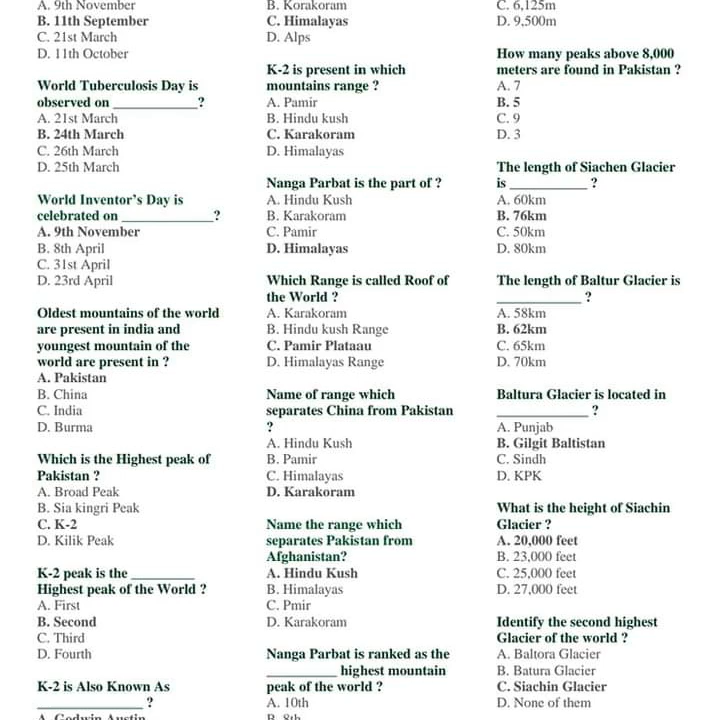 A. 9th November
B. 11th September
C. 21st March
D. 11th October
World Tuberculosis Day is
observed on ____________?
A. 21st March
B. 24th March
C. 26th March
D. 25th March
World Inventor's Day is
celebrated on _____________?
A. 9th November
B. 8th April
C. 31st April
D. 23rd April
Oldest mountains of the world
are present in india and
youngest mountain of the
world are present in ?
A. Pakistan
B. China
C. India
D. Burma
Which is the Highest peak of
Pakistan ?
A. Broad Peak
B. Sia kingri Peak
C. K-2
D. Kilik Peak
K-2 peak is the _________
Highest peak of the World ?
A. First
B. Second
C. Third
D. Fourth
K-2 is Also Known As
_______________ ?
A. Godwin Austin
B. Korakoram
C. Himalayas
D. Alps
K-2 is present in which
mountains range ?
A. Pamir
B. Hindu kush
C. Karakoram
D. Himalayas
Nanga Parbat is the part of ?
A. Hindu Kush
B. Karakoram
C. Pamir
D. Himalayas
Which Range is called Roof of
the World ?
A. Karakoram
B. Hindu kush Range
C. Pamir Plataau
D. Himalayas Range
Name of range which
separates China from Pakistan
?
A. Hindu Kush
B. Pamir
C. Himalayas
D. Karakoram
Name the range which
separates Pakistan from
Afghanistan?
A. Hindu Kush
B. Himalayas
C. Pmir
D. Karakoram
Nanga Parbat is ranked as the
__________ highest mountain
peak of the world ?
A. 10th
B. 8th
C. 6,125m
D. 9,500m
How many peaks above 8,000
meters are found in Pakistan ?
A. 7
B. 5
C. 9
D. 3
The length of Siachen Glacier
is ___________ ?
A. 60km
B. 76km
C. 50km
D. 80km
The length of Baltur Glacier is
____________ ?
A. 58km
B. 62km
C. 65km
D. 70km
Baltura Glacier is located in
_____________ ?
A. Punjab
B. Gilgit Baltistan
C. Sindh
D. KPK
What is the height of Siachin
Glacier ?
A. 20,000 feet
B. 23,000 feet
C. 25,000 feet
D. 27,000 feet
Identify the second highest
Glacier of the world ?
A. Baltora Glacier
B. Batura Glacier
C. Siachin Glacier
D. None of them